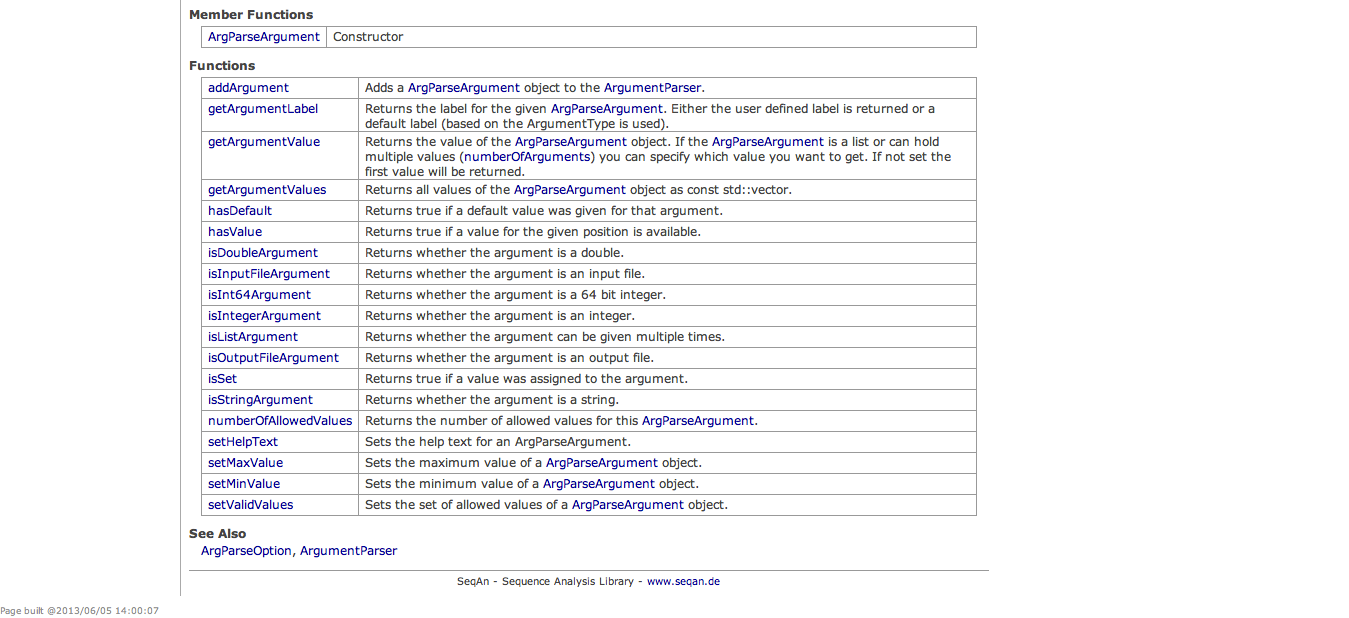 Member Functions
ArgParseArgument Constructor
Functions
addArgument Adds a ArgParseArgument object to the ArgumentParser.
getArgumentLabel Returns the label for the given ArgParseArgument. Either the user defined label is returned or a
default label (based on the ArgumentType is used).
getArgumentValue Returns the value of the ArgParseArgument object. If the ArgParseArgument is a list or can hold
multiple values (numberOfArguments) you can specify which value you want to get. If not set the
first value will be returned.
getArgumentValues Returns all values of the ArgParseArgument object as const std::vector.
hasDefault Returns true if a default value was given for that argument.
hasValue Returns true if a value for the given position is available.
isDoubleArgument Returns whether the argument is a double.
isInputFileArgument Returns whether the argument is an input file.
isInt64Argument Returns whether the argument is a 64 bit integer.
isIntegerArgument Returns whether the argument is an integer.
isListArgument Returns whether the argument can be given multiple times.
isOutputFileArgument Returns whether the argument is an output file.
isSet Returns true if a value was assigned to the argument.
isStringArgument Returns whether the argument is a string.
numberOfAllowedValues Returns the number of allowed values for this ArgParseArgument.
setHelpText Sets the help text for an ArgParseArgument.
setMaxValue Sets the maximum value of a ArgParseArgument object.
setMinValue Sets the minimum value of a ArgParseArgument object.
setValidValues Sets the set of allowed values of a ArgParseArgument object.
See Also
ArgParseOption, ArgumentParser
SeqAn - Sequence Analysis Library - www.seqan.de
Page built @2013/06/05 14:00:07